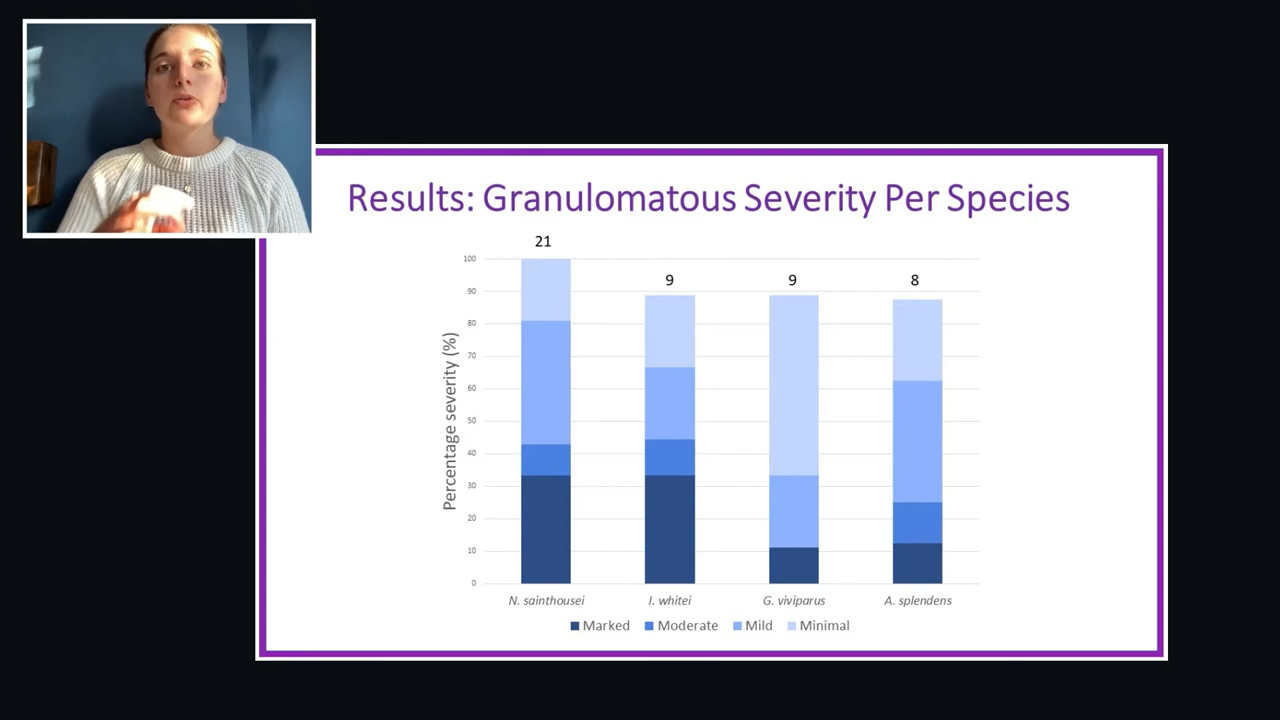 Results: Granulomatous Severity Per Species
21
9
9
8
Percentage severity (%)
100
90
80
70
60
50
40
30
20
10
0
N. sainthousei
I. whitei
G. viviparus
A. splendens
Marked
Moderate
Mild
Minimal